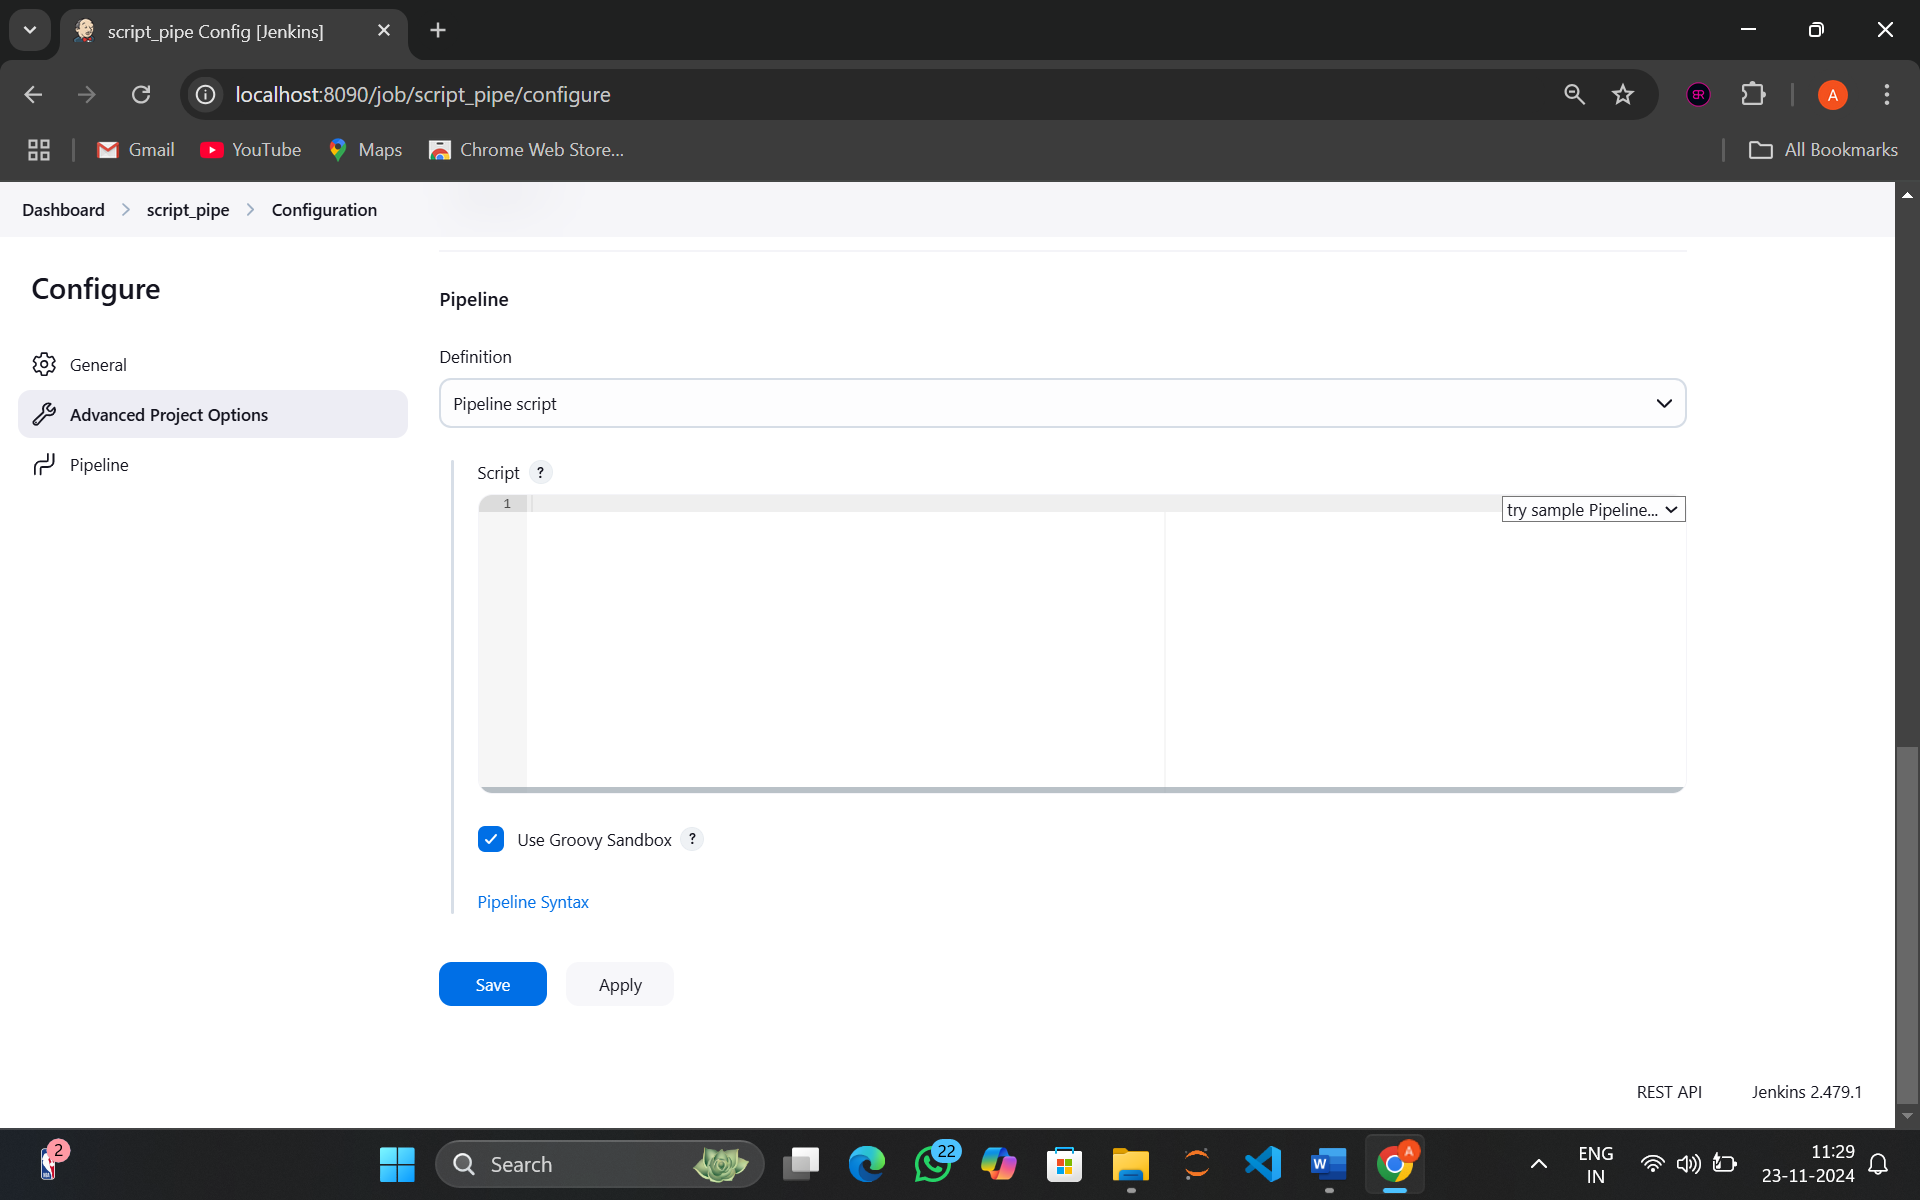 script_pipe Config [Jenkins]
localhost:8090/job/script_pipe/configure
A
Gmail
YouTube
Maps
Chrome Web Store...
All Bookmarks
Dashboard
script_pipe
Configuration
Configure
General
Advanced Project Options
Pipeline
Pipeline
Definition
Pipeline script
Script ?
1
try sample Pipeline...
Use Groovy Sandbox ?
Pipeline Syntax
Save
Apply
REST API
Jenkins 2.479.1
2
Search
22
W
A
ENG
IN
11:29
23-11-2024